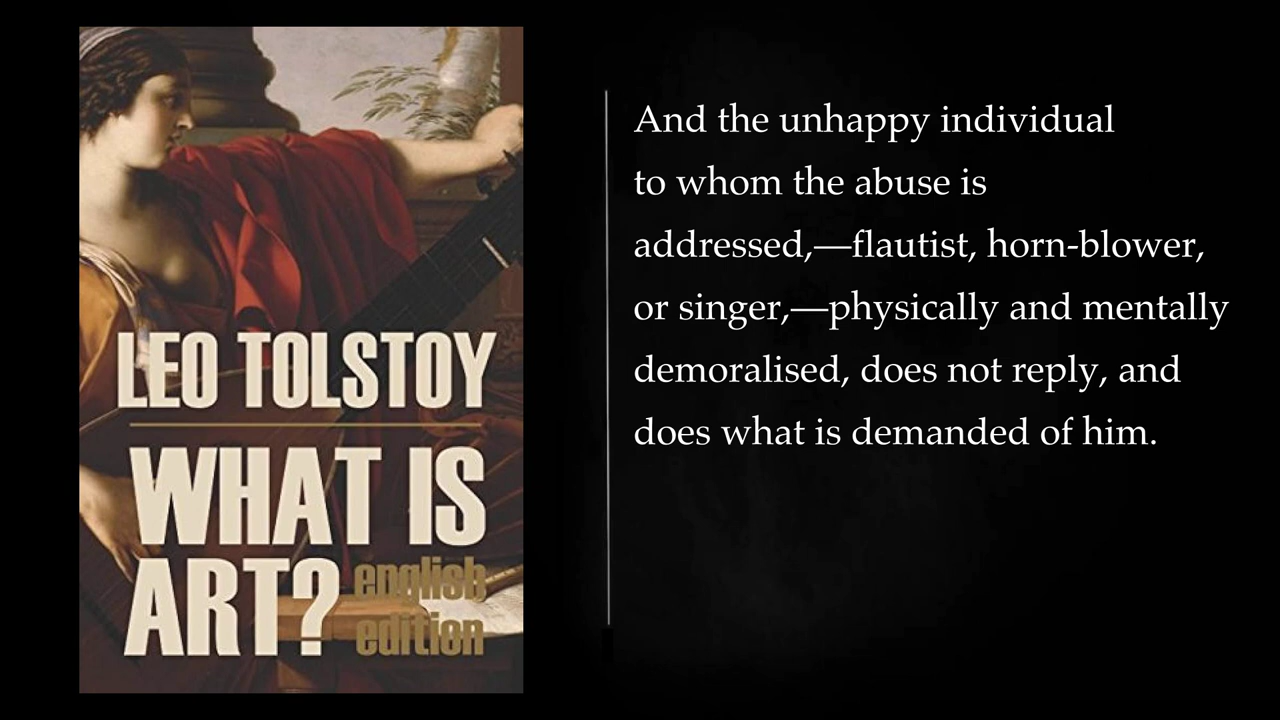 LEO TOLSTOY
WHAT IS
ART?
english
edition
And the unhappy individual
to whom the abuse is
addressed,—flautist, horn-blower,
or singer,—physically and mentally
demoralised, does not reply, and
does what is demanded of him.